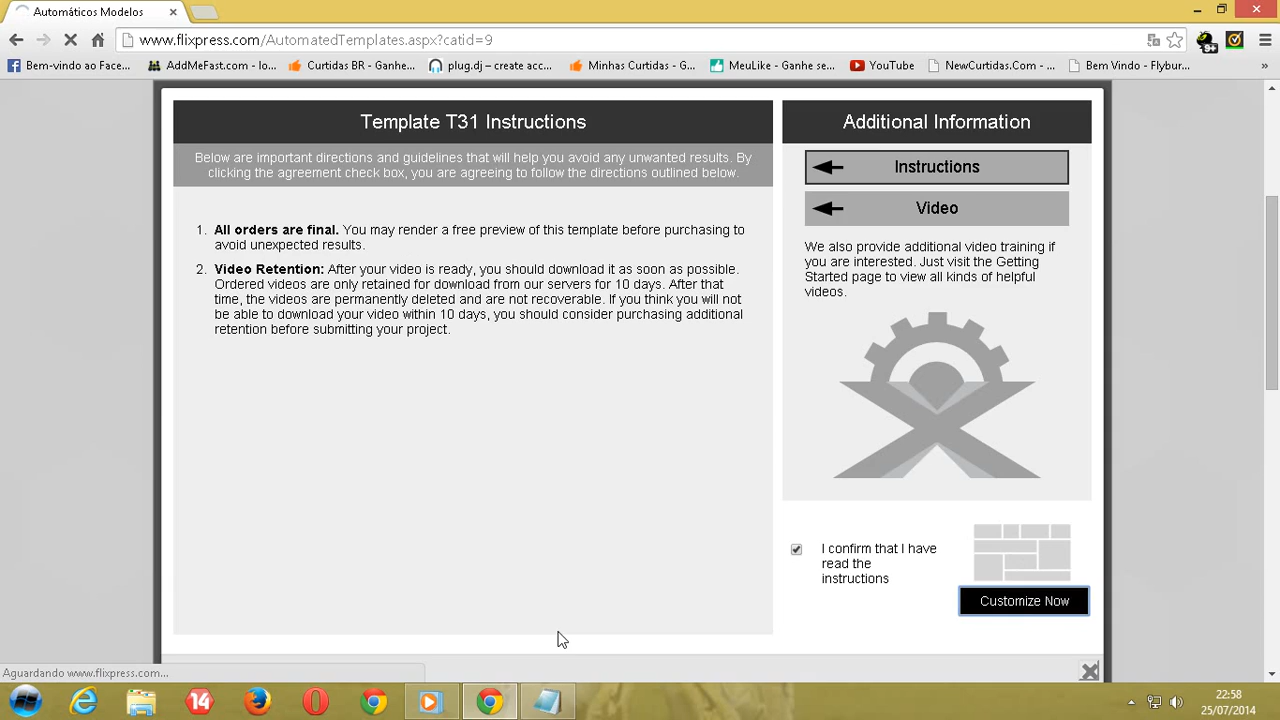 Automáticos Modelos
www.flixpress.com/AutomatedTemplates.aspx?catid=9
9+
Bem-vindo ao Face...
AddMeFast.com - lo...
Curtidas BR - Ganhe...
plug.dj – create acc...
Minhas Curtidas - G...
MeuLike - Ganhe se...
YouTube
NewCurtidas.Com - ...
Bem Vindo - Flybur...
»
Template T31 Instructions
Below are important directions and guidelines that will help you avoid any unwanted results. By
clicking the agreement check box, you are agreeing to follow the directions outlined below.
1. All orders are final. You may render a free preview of this template before purchasing to
avoid unexpected results.
2. Video Retention: After your video is ready, you should download it as soon as possible.
Ordered videos are only retained for download from our servers for 10 days. After that
time, the videos are permanently deleted and are not recoverable. If you think you will not
be able to download your video within 10 days, you should consider purchasing additional
retention before submitting your project.
Additional Information
Instructions
Video
We also provide additional video training if
you are interested. Just visit the Getting
Started page to view all kinds of helpful
videos.
I confirm that I have
read the
instructions
Customize Now
Aguardando www.flixpress.com...
14
22:58
25/07/2014